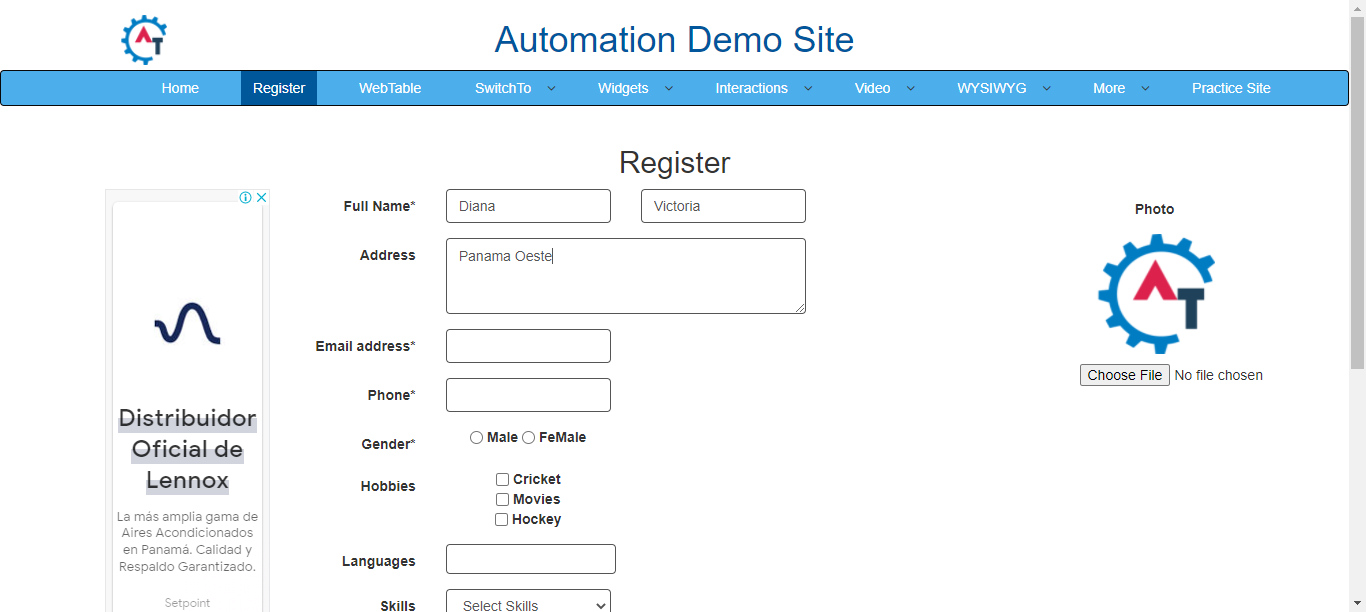 AT
Automation Demo Site
Home Register WebTable SwitchTo Widgets Interactions Video WYSIWYG More Practice Site
Register
Full Name* Diana Victoria
Photo
Address Panama Oeste
AT
Email address*
Choose File No file chosen
Phone*
Gender* Male FeMale
Hobbies Cricket
Movies
Hockey
Languages
Skills Select Skills
Distribuidor
Oficial de
Lennox
La más amplia gama de
Aires Acondicionados
en Panamá. Calidad y
Respaldo Garantizado.
Setpoint